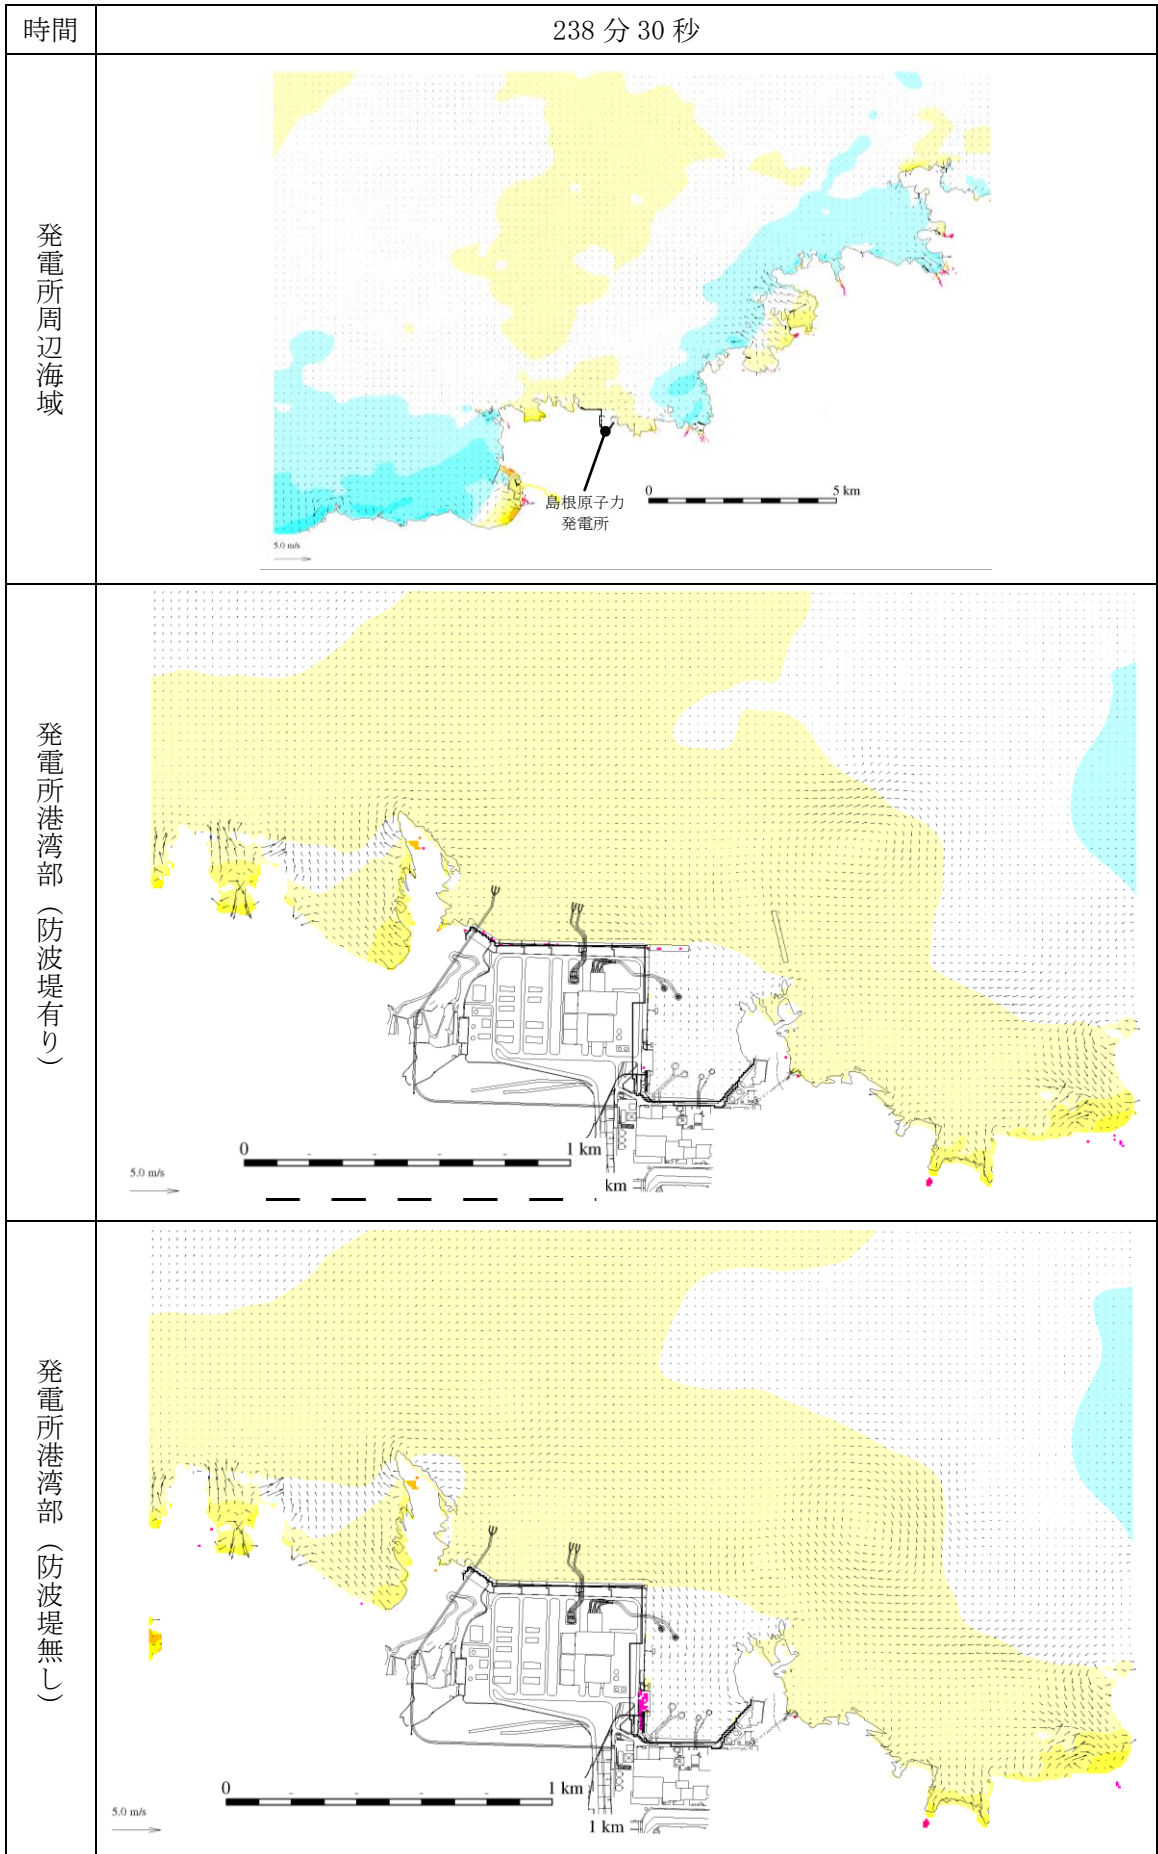 時間
238 分 30 秒
発電所周辺海域
島根原子力
発電所
0
5 km
5.0 m/s
発電所港湾部（防波堤有り）
0
1 km
5.0 m/s
km
発電所港湾部（防波堤無し）
0
1 km
5.0 m/s
1 km